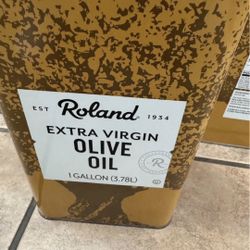 EST Roland 1934
EXTRA VIRGIN
OLIVE
OIL
1 GALLON (3.78L)